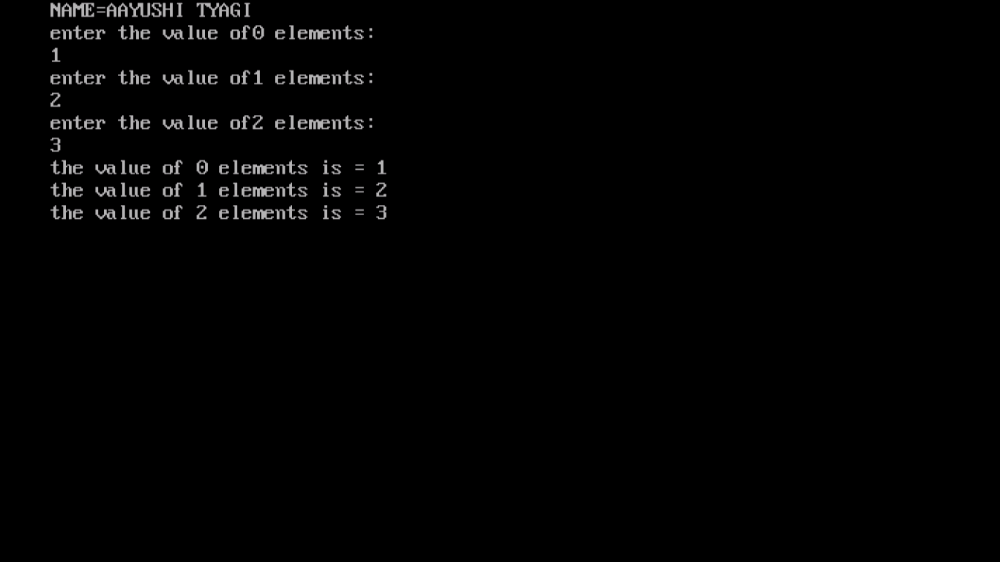 NAME=AAYUSHI TYAGI
enter the value of0 elements:
1
enter the value of1 elements:
2
enter the value of2 elements:
3
the value of 0 elements is = 1
the value of 1 elements is = 2
the value of 2 elements is = 3